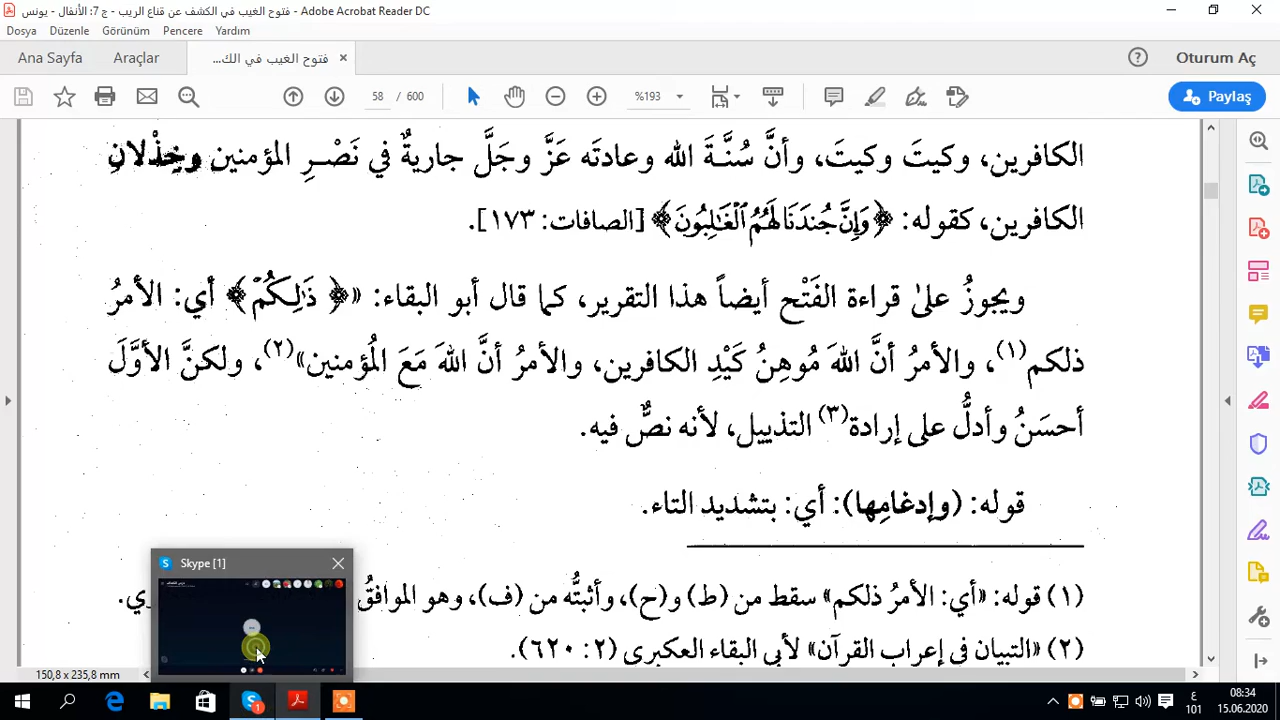 فتوح الغيب في الكشف عن قناع الريب - ج 7: الأنفال - يونس - Adobe Acrobat Reader DC
Dosya Düzenle Görünüm Pencere Yardım
Ana Sayfa Araçlar فتوح الغيب في الك... Oturum Aç
58 / 600 %193 Paylaş
الكافرين، وكيتَ وكيتَ، وأنَّ سُنَّةَ الله وعادتَه عَزَّ وجَلَّ جاريةٌ في نَصْرِ المؤمنين وخِذْلانِ
الكافرين، كقوله: ﴿وَإِنَّ جُندَنَا لَهُمُ ٱلْغَٰلِبُونَ﴾ [الصافات: ١٧٣].
ويجوزُ علىٰ قراءة الفَتْح أيضاً هذا التقرير، كما قال أبو البقاء: «﴿ذَٰلِكُمْ﴾ أي: الأمرُ
ذلكم(١)، والأمرُ أنَّ اللهَ مُوهِنُ كَيْدِ الكافرين، والأمرُ أنَّ اللهَ مَعَ المُؤمنين»(٢)، ولكنَّ الأوَّلَ
أحسَنُ وأدلُّ على إرادة(٣) التذييل، لأنه نصٌّ فيه.
قوله: (وإدغامِها): أي: بتشديد التاء.
(١) قوله: «أي: الأمرُ ذلكم» سقط من (ط) و(ح)، وأثبتُّه من (ف)، وهو الموافقُ
(٢) «التبيان في إعراب القرآن» لأبي البقاء العكبري (٢: ٦٢٠).
Skype [1]
150,8 x 235,8 mm
ع 08:34
101 15.06.2020